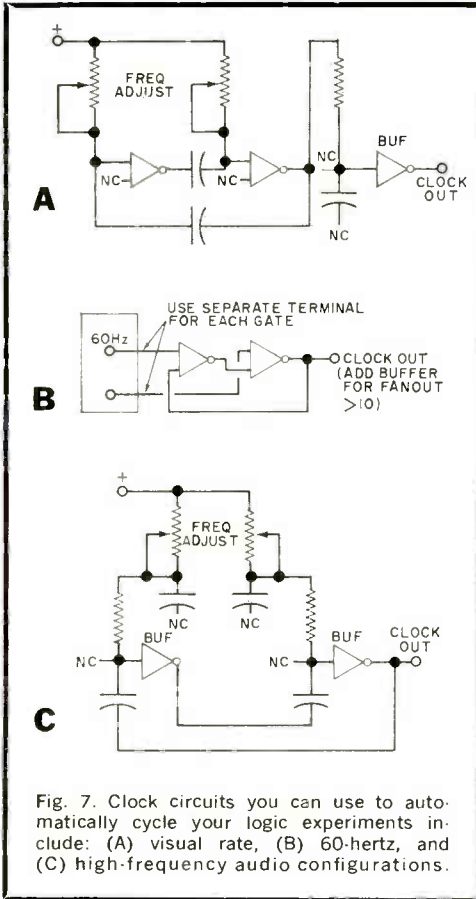 +
FREQ
ADJUST
NC
NC
NC
BUF
CLOCK
OUT
NC
A
USE SEPARATE TERMINAL
FOR EACH GATE
60Hz
CLOCK OUT
(ADD BUFFER
FOR FANOUT
>10)
B
+
FREQ
ADJUST
NC
NC
BUF
BUF
CLOCK
OUT
NC
NC
C
Fig. 7. Clock circuits you can use to auto-
matically cycle your logic experiments in-
clude: (A) visual rate, (B) 60-hertz, and
(C) high-frequency audio configurations.